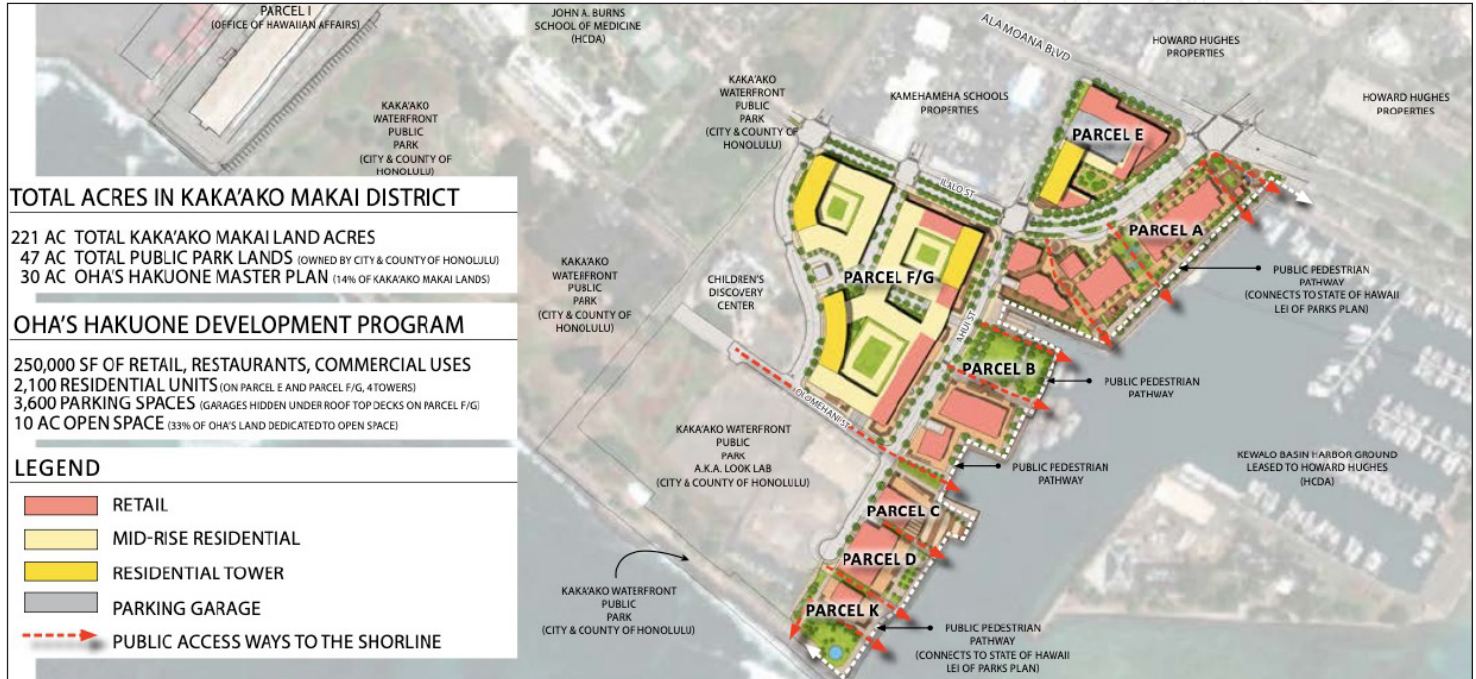 PARCEL I
(OFFICE OF HAWAIIAN AFFAIRS)
JOHN A. BURNS
SCHOOL OF MEDICINE
(HCDA)
ALA MOANA BLVD
HOWARD HUGHES
PROPERTIES
HOWARD HUGHES
PROPERTIES
KAKA'AKO
WATERFRONT
PUBLIC
PARK
(CITY & COUNTY OF
HONOLULU)
KAKA'AKO
WATERFRONT
PUBLIC
PARK
(CITY & COUNTY OF
HONOLULU)
KAMEHAMEHA SCHOOLS
PROPERTIES
PARCEL E
ILALO ST
PARCEL A
TOTAL ACRES IN KAKA'AKO MAKAI DISTRICT
221 AC TOTAL KAKA'AKO MAKAI LAND ACRES
47 AC TOTAL PUBLIC PARK LANDS (OWNED BY CITY & COUNTY OF HONOLULU)
30 AC OHA'S HAKUONE MASTER PLAN (14% OF KAKA'AKO MAKAI LANDS)
OHA'S HAKUONE DEVELOPMENT PROGRAM
250,000 SF OF RETAIL, RESTAURANTS, COMMERCIAL USES
2,100 RESIDENTIAL UNITS (ON PARCEL E AND PARCEL F/G, 4 TOWERS)
3,600 PARKING SPACES (GARAGES HIDDEN UNDER ROOF TOP DECKS ON PARCEL F/G)
10 AC OPEN SPACE (33% OF OHA'S LAND DEDICATED TO OPEN SPACE)
LEGEND
RETAIL
MID-RISE RESIDENTIAL
RESIDENTIAL TOWER
PARKING GARAGE
PUBLIC ACCESS WAYS TO THE SHORLINE
KAKA'AKO
WATERFRONT
PUBLIC
PARK
(CITY & COUNTY OF
HONOLULU)
CHILDREN'S
DISCOVERY
CENTER
PARCEL F/G
PUBLIC PEDESTRIAN
PATHWAY
(CONNECTS TO STATE OF HAWAII
LEI OF PARKS PLAN)
AHUI ST
PARCEL B
PUBLIC PEDESTRIAN
PATHWAY
OLOMEHANI ST
KAKA'AKO WATERFRONT
PUBLIC
PARK
A.K.A. LOOK LAB
(CITY & COUNTY OF HONOLULU)
PUBLIC PEDESTRIAN
PATHWAY
KEWALO BASIN HARBOR GROUND
LEASED TO HOWARD HUGHES
(HCDA)
PARCEL C
PARCEL D
KAKA'AKO WATERFRONT
PUBLIC
PARK
(CITY & COUNTY OF HONOLULU)
PARCEL K
PUBLIC PEDESTRIAN
PATHWAY
(CONNECTS TO STATE OF HAWAII
LEI OF PARKS PLAN)